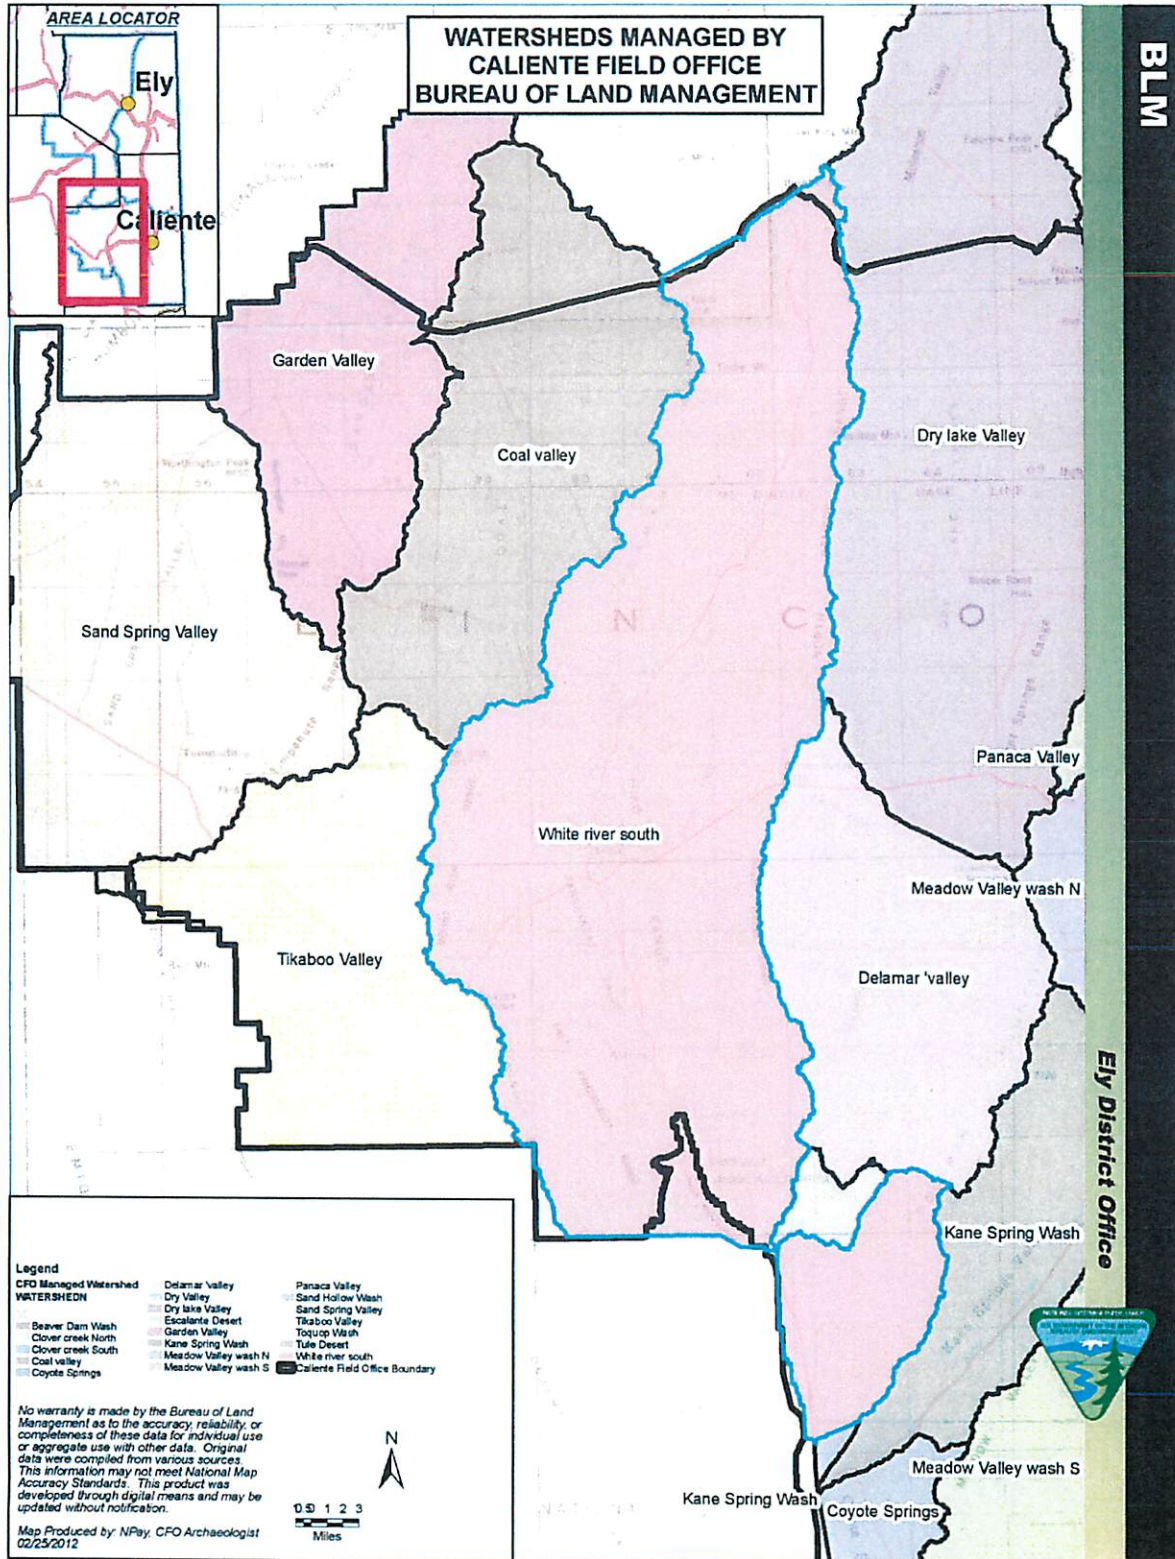 AREA LOCATOR
Ely
Caliente
WATERSHEDS MANAGED BY
CALIENTE FIELD OFFICE
BUREAU OF LAND MANAGEMENT
BLM
Garden Valley
Coal valley
Dry lake Valley
Sand Spring Valley
N C O
Panaca Valley
White river south
Meadow Valley wash N
Tikaboo Valley
Delamar 'valley
Ely District Office
Kane Spring Wash
Meadow Valley wash S
Kane Spring Wash
Coyote Springs
Legend
CFO Managed Watershed
WATERSHEDN
Beaver Dam Wash
Clover creek North
Clover creek South
Coal valley
Coyote Springs
Delamar 'valley
Dry Valley
Dry lake Valley
Escalante Desert
Garden Valley
Kane Spring Wash
Meadow Valley wash N
Meadow Valley wash S
Panaca Valley
Sand Hollow Wash
Sand Spring Valley
Tikaboo Valley
Toquop Wash
Tule Desert
White river south
Caliente Field Office Boundary
No warranty is made by the Bureau of Land
Management as to the accuracy, reliability, or
completeness of these data for individual use
or aggregate use with other data. Original
data were compiled from various sources.
This information may not meet National Map
Accuracy Standards. This product was
developed through digital means and may be
updated without notification.
Map Produced by: NPay, CFO Archaeologist
02/25/2012
N
1 2 3
Miles